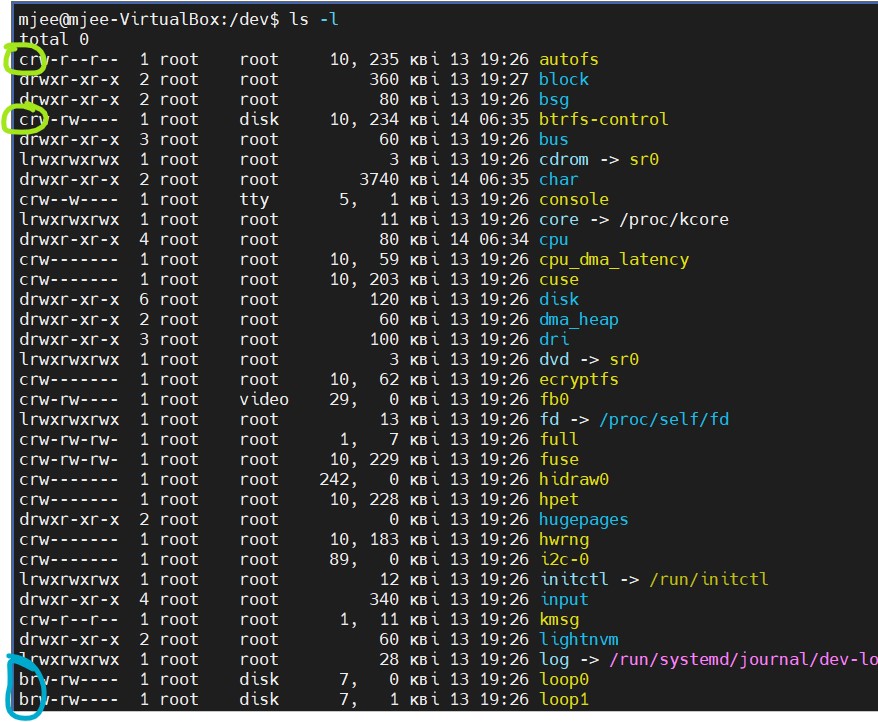 mjee@mjee-VirtualBox:/dev$ ls -l
total 0
crw-r--r-- 1 root root 10, 235 кві 13 19:26 autofs
drwxr-xr-x 2 root root 360 кві 13 19:27 block
drwxr-xr-x 2 root root 80 кві 13 19:26 bsg
crw-rw---- 1 root disk 10, 234 кві 14 06:35 btrfs-control
drwxr-xr-x 3 root root 60 кві 13 19:26 bus
lrwxrwxrwx 1 root root 3 кві 13 19:26 cdrom -> sr0
drwxr-xr-x 2 root root 3740 кві 14 06:35 char
crw--w---- 1 root tty 5, 1 кві 13 19:26 console
lrwxrwxrwx 1 root root 11 кві 13 19:26 core -> /proc/kcore
drwxr-xr-x 4 root root 80 кві 14 06:34 cpu
crw------- 1 root root 10, 59 кві 13 19:26 cpu_dma_latency
crw------- 1 root root 10, 203 кві 13 19:26 cuse
drwxr-xr-x 6 root root 120 кві 13 19:26 disk
drwxr-xr-x 2 root root 60 кві 13 19:26 dma_heap
drwxr-xr-x 3 root root 100 кві 13 19:26 dri
lrwxrwxrwx 1 root root 3 кві 13 19:26 dvd -> sr0
crw------- 1 root root 10, 62 кві 13 19:26 ecryptfs
crw-rw---- 1 root video 29, 0 кві 13 19:26 fb0
lrwxrwxrwx 1 root root 13 кві 13 19:26 fd -> /proc/self/fd
crw-rw-rw- 1 root root 1, 7 кві 13 19:26 full
crw-rw-rw- 1 root root 10, 229 кві 13 19:26 fuse
crw------- 1 root root 242, 0 кві 13 19:26 hidraw0
crw------- 1 root root 10, 228 кві 13 19:26 hpet
drwxr-xr-x 2 root root 0 кві 13 19:26 hugepages
crw------- 1 root root 10, 183 кві 13 19:26 hwrng
crw------- 1 root root 89, 0 кві 13 19:26 i2c-0
lrwxrwxrwx 1 root root 12 кві 13 19:26 initctl -> /run/initctl
drwxr-xr-x 4 root root 340 кві 13 19:26 input
crw-r--r-- 1 root root 1, 11 кві 13 19:26 kmsg
drwxr-xr-x 2 root root 60 кві 13 19:26 lightnvm
lrwxrwxrwx 1 root root 28 кві 13 19:26 log -> /run/systemd/journal/dev-lo
brw-rw---- 1 root disk 7, 0 кві 13 19:26 loop0
brw-rw---- 1 root disk 7, 1 кві 13 19:26 loop1